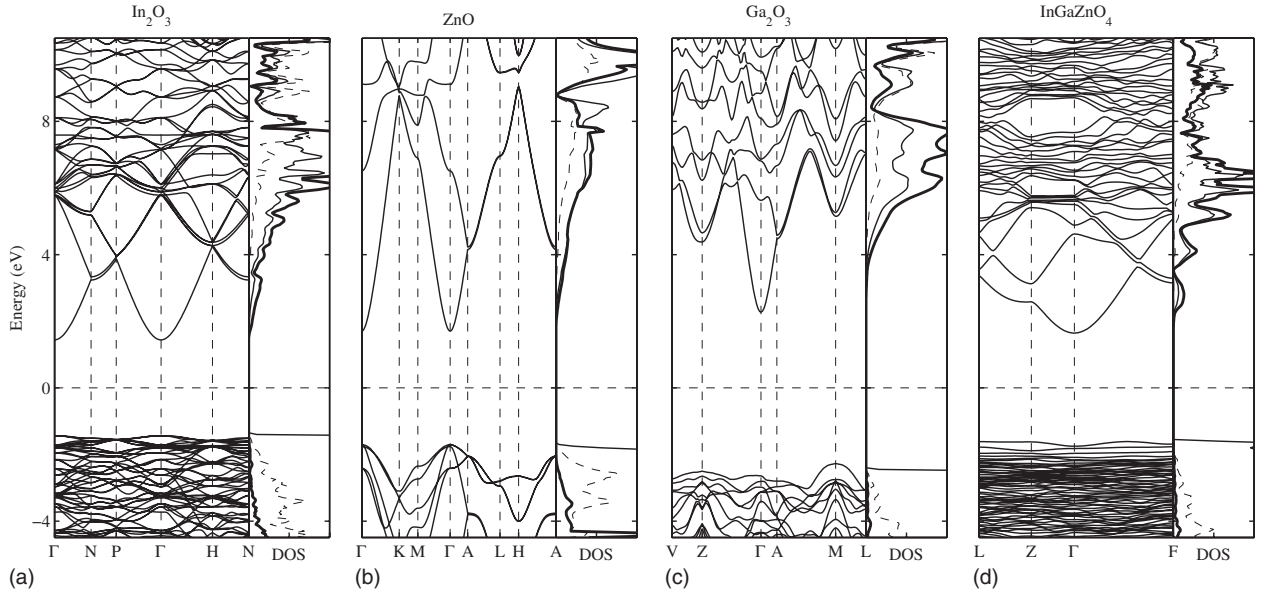 In₂O₃ ZnO Ga₂O₃ InGaZnO₄
8
4
0
−4
Energy (eV)
Γ N P Γ H N DOS Γ K M Γ A L H A DOS V Z Γ A M L DOS L Z Γ F DOS
(a) (b) (c) (d)